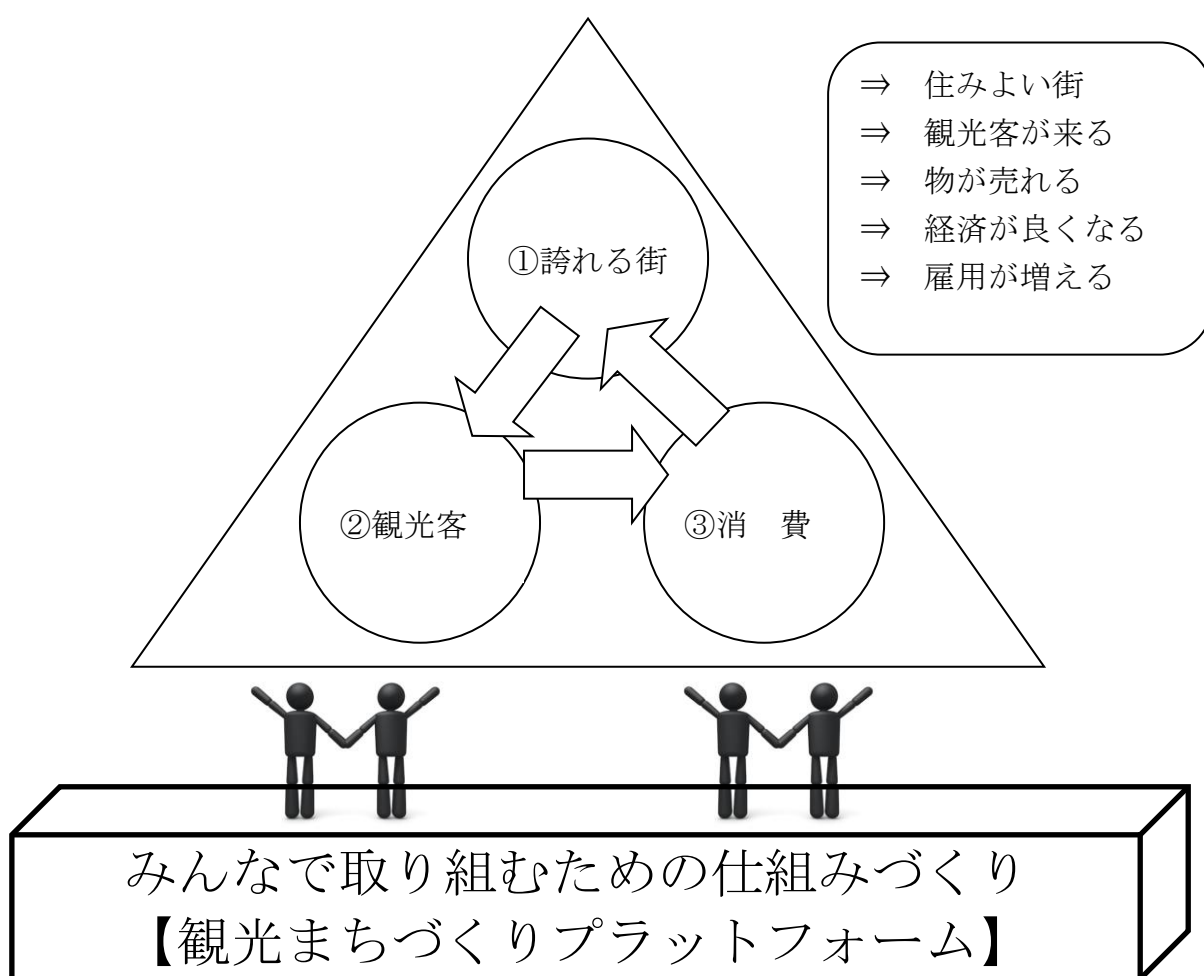 ⇒　住みよい街
⇒　観光客が来る
⇒　物が売れる
⇒　経済が良くなる
⇒　雇用が増える
①誇れる街
②観光客
③消　費
みんなで取り組むための仕組みづくり
【観光まちづくりプラットフォーム】